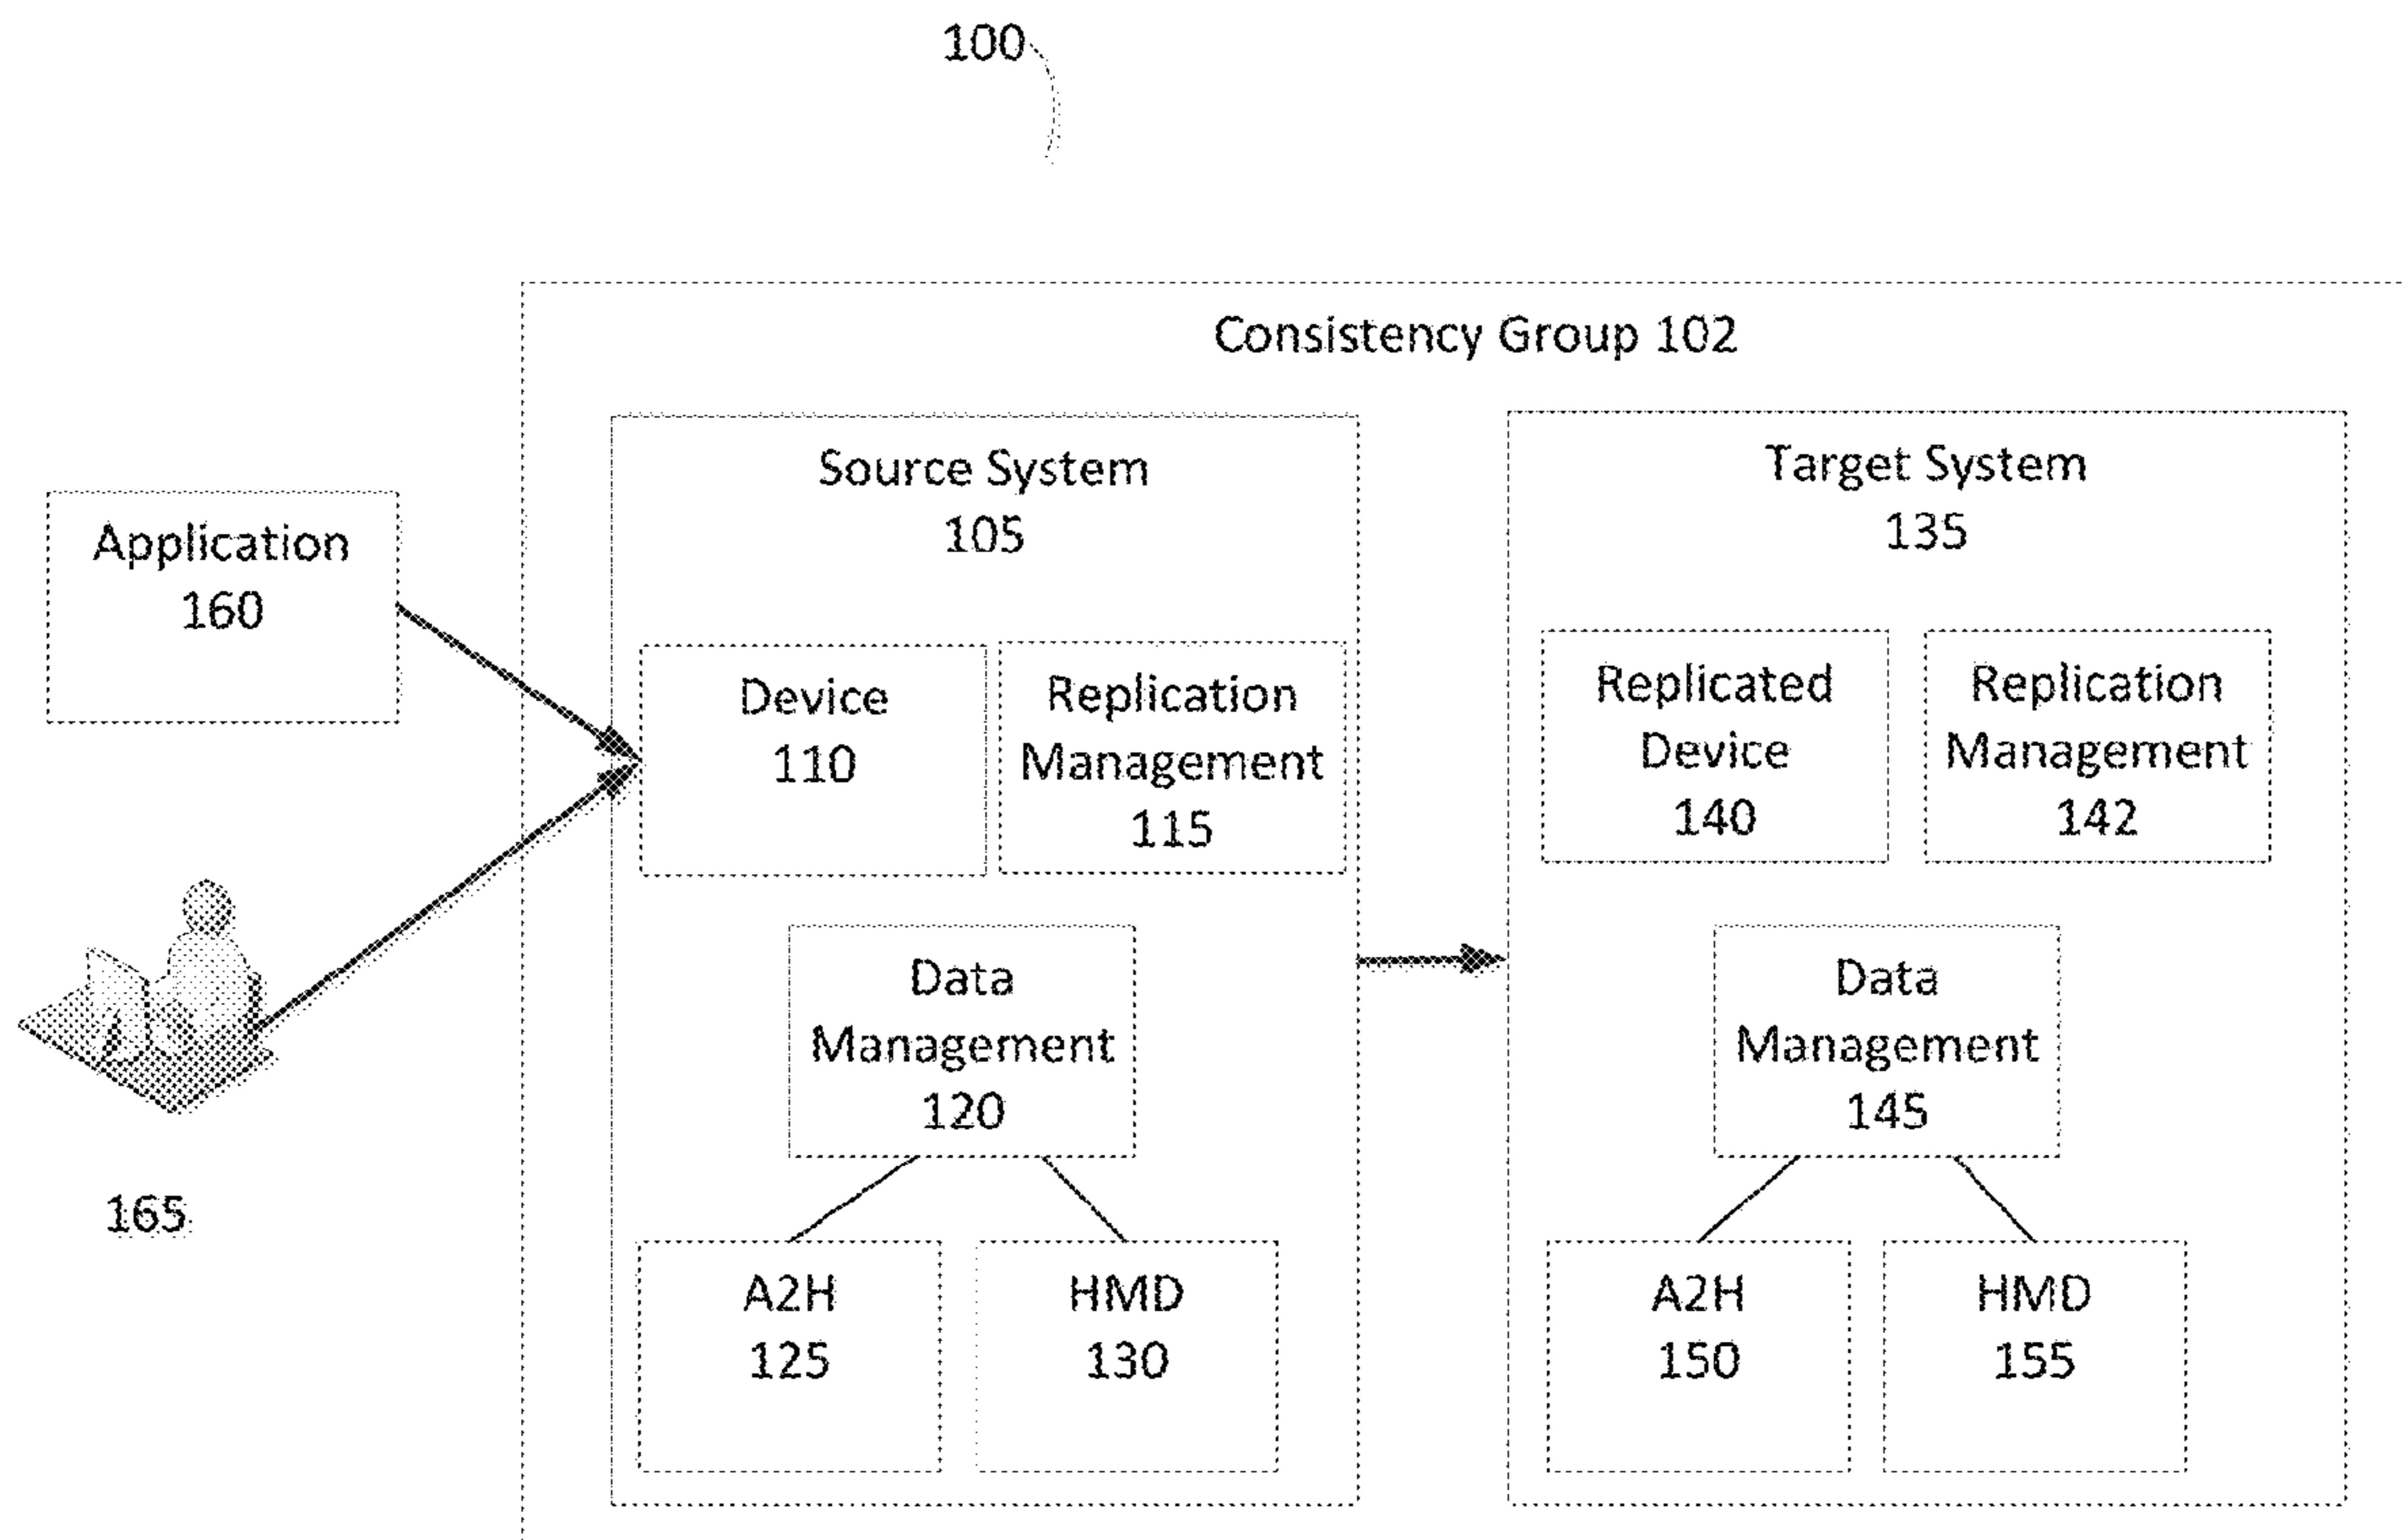 100
Consistency Group 102
Source System
105
Target System
135
Application
160
Device
110
Replication
Management
115
Replicated
Device
140
Replication
Management
142
Data
Management
120
Data
Management
145
165
A2H
125
HMD
130
A2H
150
HMD
155